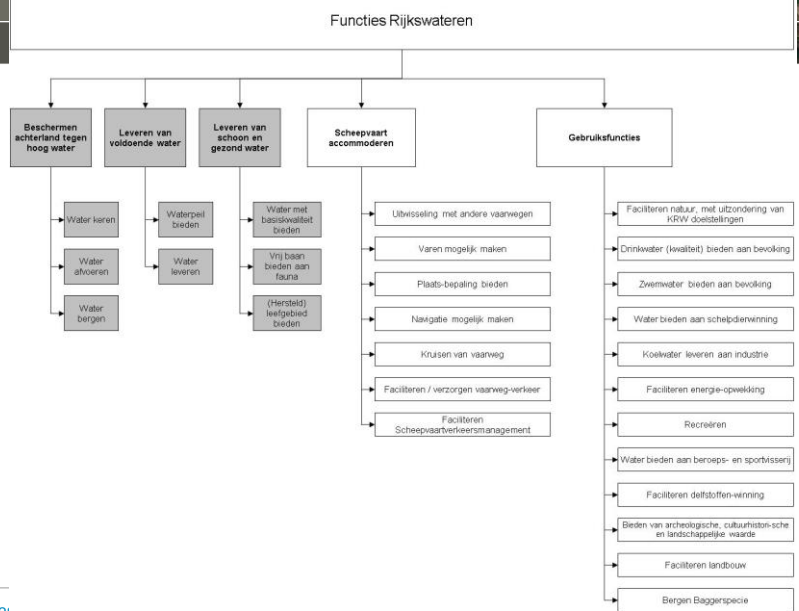 Functies Rijkswateren
Beschermen
achterland tegen
hoog water
Leveren van
voldoende water
Leveren van
schoon en
gezond water
Scheepvaart
accommoderen
Gebruiksfuncties
Water keren
Water
afvoeren
Water
bergen
Waterpeil
bieden
Water
leveren
Water met
basiskwaliteit
bieden
Vrij baan
bieden aan
fauna
(Hersteld)
leefgebied
bieden
Uitwisseling met andere vaarwegen
Varen mogelijk maken
Plaats-bepaling bieden
Navigatie mogelijk maken
Kruisen van vaarweg
Faciliteren / verzorgen vaarweg-verkeer
Faciliteren
Scheepvaartverkeersmanagement
Faciliteren natuur, met uitzondering van
KRW doelstellingen
Drinkwater (kwaliteit) bieden aan bevolking
Zwemwater bieden aan bevolking
Water bieden aan schelpdierwinning
Koelwater leveren aan industrie
Faciliteren energie-opwekking
Recreëren
Water bieden aan beroeps- en sportvisserij
Faciliteren delfstoffen-winning
Bieden van archeologische, cultuurhistori-sche
en landschappelijke waarde
Faciliteren landbouw
Bergen Baggerspecie